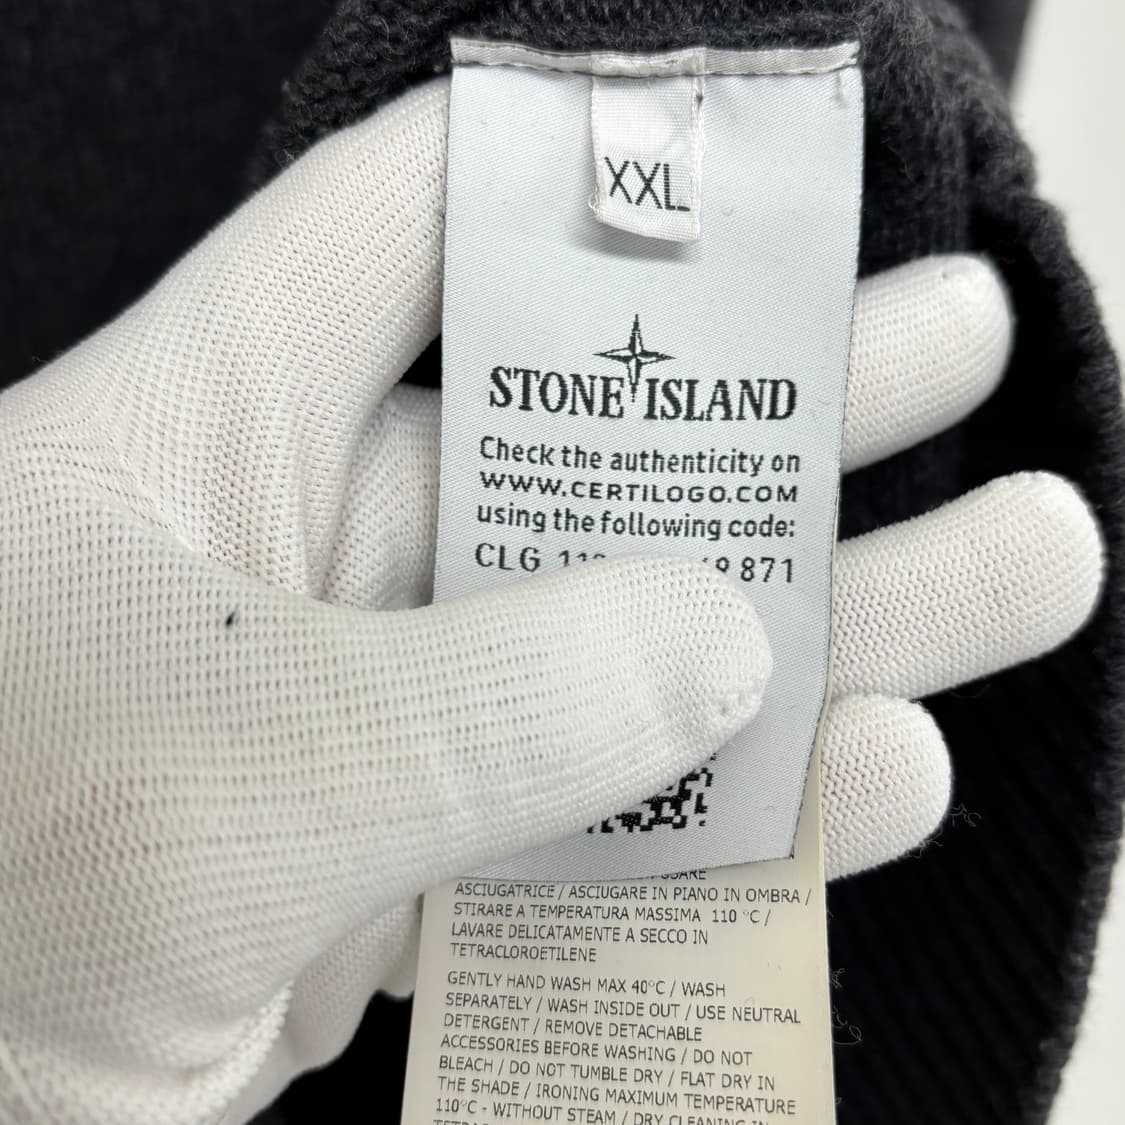 XXL
STONE ISLAND
Check the authenticity on
WWW.CERTILOGO.COM
using the following code:
CLG 871
ASCIUGATRICE / ASCIUGARE IN PIANO IN OMBRA /
STIRARE A TEMPERATURA MASSIMA 110 °C /
LAVARE DELICATAMENTE A SECCO IN
TETRACLOROETILENE
GENTLY HAND WASH MAX 40°C / WASH
SEPARATELY / WASH INSIDE OUT / USE NEUTRAL
DETERGENT / REMOVE DETACHABLE
ACCESSORIES BEFORE WASHING / DO NOT
BLEACH / DO NOT TUMBLE DRY / FLAT DRY IN
THE SHADE / IRONING MAXIMUM TEMPERATURE
110°C - WITHOUT STEAM / DRY CLEANING IN